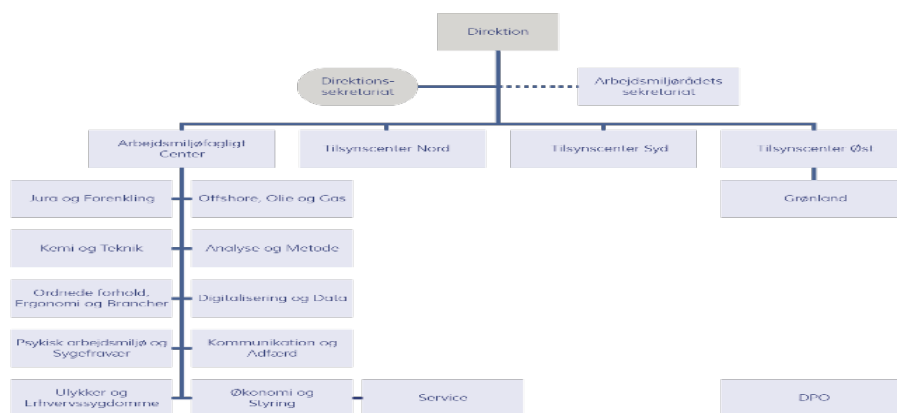 Direktion
Direktions-
sekretariat
Arbejdsmiljørådets
sekretariat
Arbejdsmiljøfagligt
Center
Tilsynscenter Nord
Tilsynscenter Syd
Tilsynscenter Øst
Jura og Forenkling
Offshore, Olie og Gas
Grønland
Kemi og Teknik
Analyse og Metode
Ordnede forhold,
Ergonomi og Brancher
Digitalisering og Data
Psykisk arbejdsmiljø og
Sygefravær
Kommunikation og
Adfærd
Ulykker og
Erhvervssygdomme
Økonomi og
Styring
Service
DPO